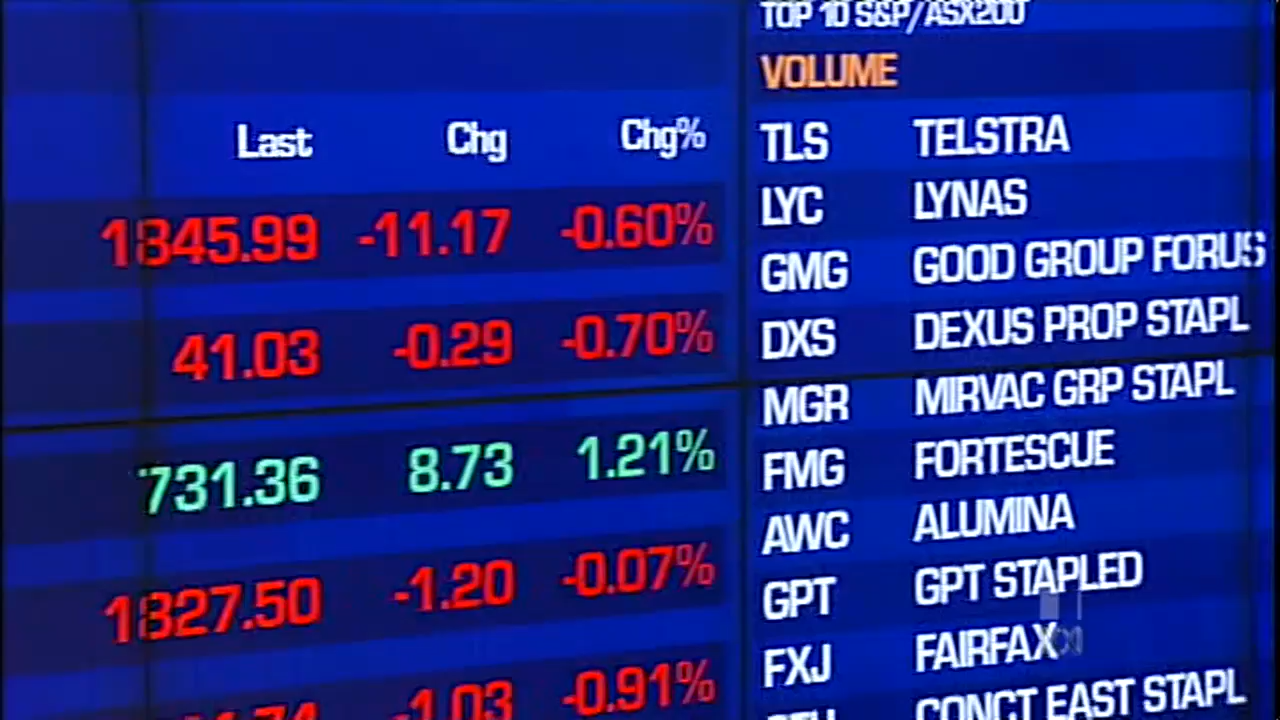 Last Chg Chg%
1845.99 -11.17 -0.60%
41.03 -0.29 -0.70%
731.36 8.73 1.21%
1827.50 -1.20 -0.07%
-1.03 -0.91%
TOP 10 S&P/ASX200
VOLUME
TLS TELSTRA
LYC LYNAS
GMG GOOD GROUP FORUS
DXS DEXUS PROP STAPL
MGR MIRVAC GRP STAPL
FMG FORTESCUE
AWC ALUMINA
GPT GPT STAPLED
FXJ FAIRFAX
CONCT EAST STAPL